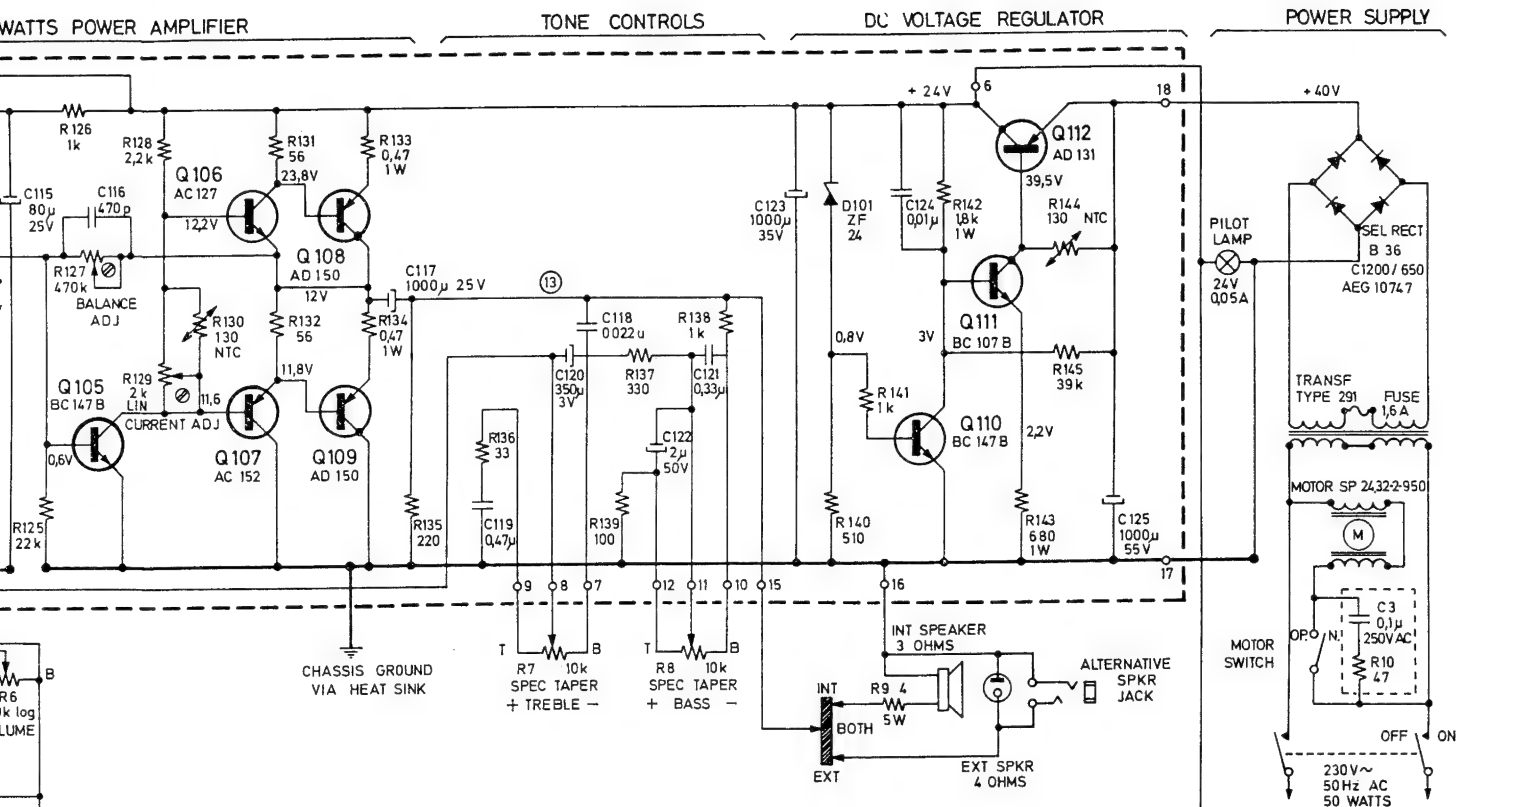 WATTS POWER AMPLIFIER
TONE CONTROLS
DC VOLTAGE REGULATOR
POWER SUPPLY
R126
1k
R128
2,2k
R131
56
R133
0,47
1W
23,8V
Q106
AC127
12,2V
C115
80µ
25V
C116
470p
R127
470k
BALANCE
ADJ
Q108
AD150
12V
R130
130
NTC
R132
56
R134
0,47
1W
C117
1000µ 25V
13
R129
2k
LIN
11,6
CURRENT ADJ
11,8V
Q105
BC147B
0,6V
Q107
AC 152
Q109
AD150
R125
22k
R135
220
C118
0022u
R138
1k
C120
350µ
3V
R137
330
C121
0,33µ
R136
33
C122
2µ
50V
C119
0,47µ
R139
100
9
8
7
12
11
10
15
16
17
+ 24V
6
18
+40V
Q112
AD 131
39,5V
C123
1000µ
35V
D101
ZF
24
C124
0,01µ
R142
1,8k
1W
R144
130 NTC
Q111
BC 107 B
3V
0,8V
R141
1k
R145
39k
Q110
BC 147 B
2,2V
R140
510
R143
680
1W
C125
1000µ
55V
PILOT
LAMP
24V
0,05A
SEL RECT
B 36
C1200/650
AEG 10747
TRANSF
TYPE 291
FUSE
1,6A
MOTOR SP 24,32-2-950
M
C3
0,1µ
250VAC
R10
47
OP.
N.
MOTOR
SWITCH
OFF
ON
230V~
50Hz AC
50 WATTS
CHASSIS GROUND
VIA HEAT SINK
T
B
R7 10k
SPEC TAPER
+ TREBLE -
T
B
R8 10k
SPEC TAPER
+ BASS -
INT SPEAKER
3 OHMS
INT
R9 4
5W
BOTH
EXT
EXT SPKR
4 OHMS
ALTERNATIVE
SPKR
JACK
B
R6
k log
LUME